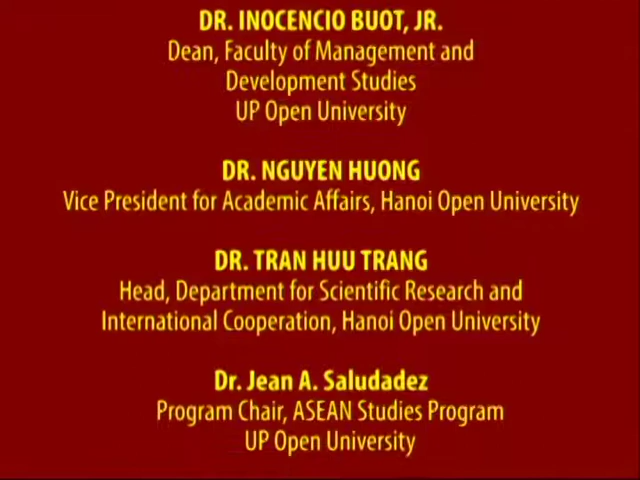 DR. INOCENCIO BUOT, JR.
Dean, Faculty of Management and
Development Studies
UP Open University
DR. NGUYEN HUONG
Vice President for Academic Affairs, Hanoi Open University
DR. TRAN HUU TRANG
Head, Department for Scientific Research and
International Cooperation, Hanoi Open University
Dr. Jean A. Saludadez
Program Chair, ASEAN Studies Program
UP Open University